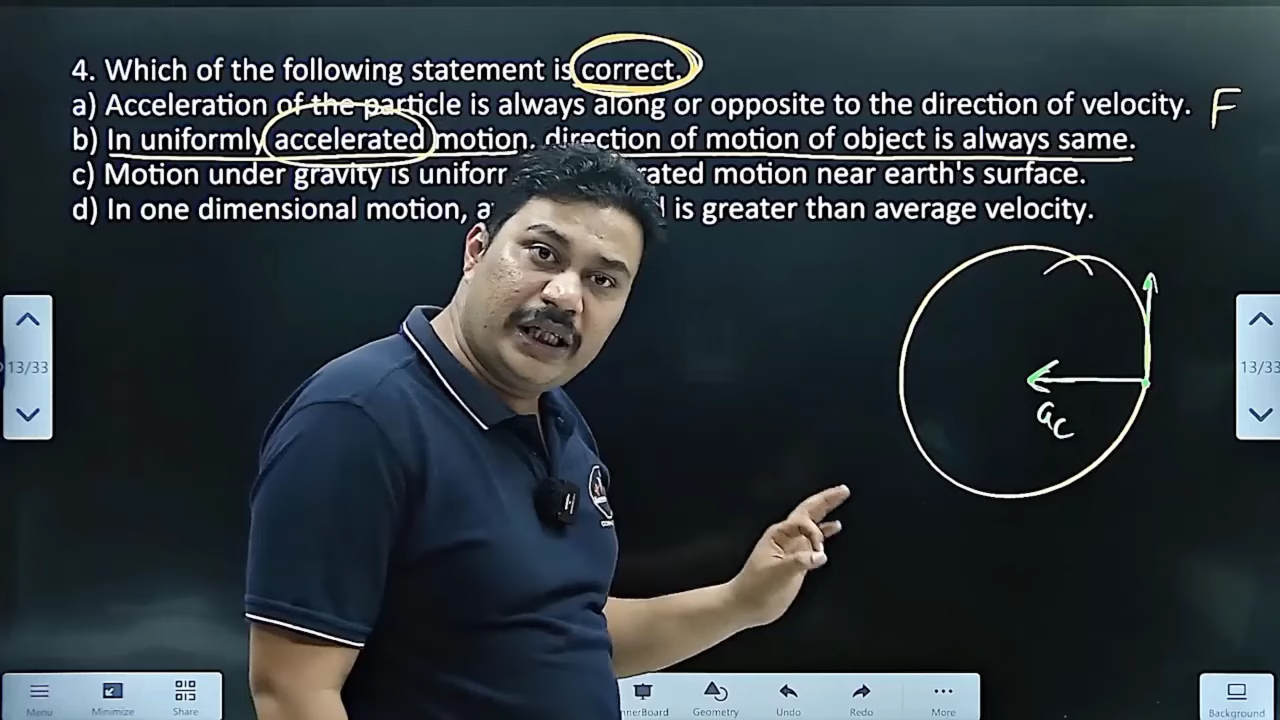 4. Which of the following statement is correct.
a) Acceleration of the particle is always along or opposite to the direction of velocity. F
b) In uniformly accelerated motion, direction of motion of object is always same.
c) Motion under gravity is motion near earth's surface.
d) In one dimensional motion, is greater than average velocity.
13/33
13/33
ac
Menu Minimize Share Geometry Undo Redo More Background